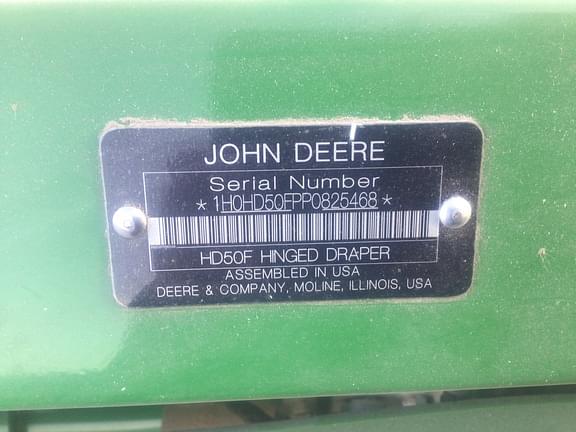 JOHN DEERE
Serial Number
*1H0HD50FPP0825468*
HD50F HINGED DRAPER
ASSEMBLED IN USA
DEERE & COMPANY, MOLINE, ILLINOIS, USA